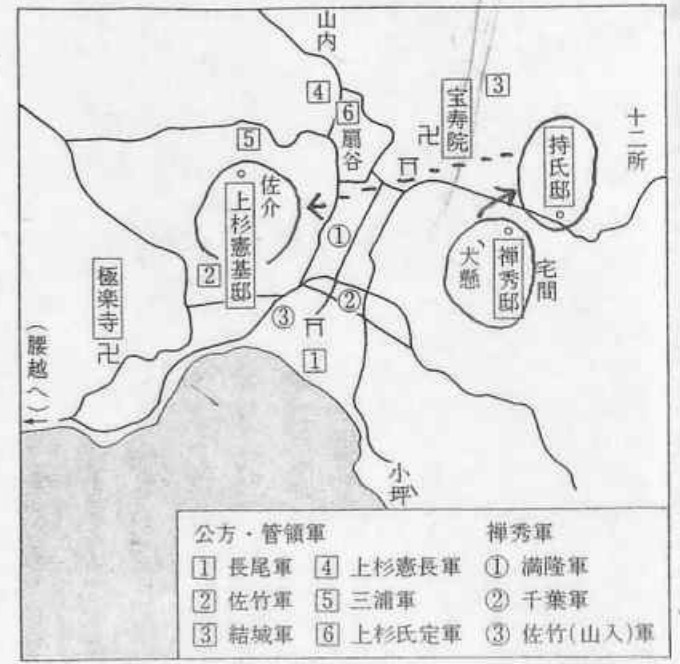 山内
4
6
扇谷
5
宝寿院
卍
3
十二所
持氏邸
佐介
上杉憲基邸
2
①
犬懸
禅秀邸
宅間
極楽寺
卍
③
②
1
(腰越へ)
小坪
公方・管領軍
1 長尾軍 4 上杉憲長軍
2 佐竹軍 5 三浦軍
3 結城軍 6 上杉氏定軍
禅秀軍
① 満隆軍
② 千葉軍
③ 佐竹(山入)軍